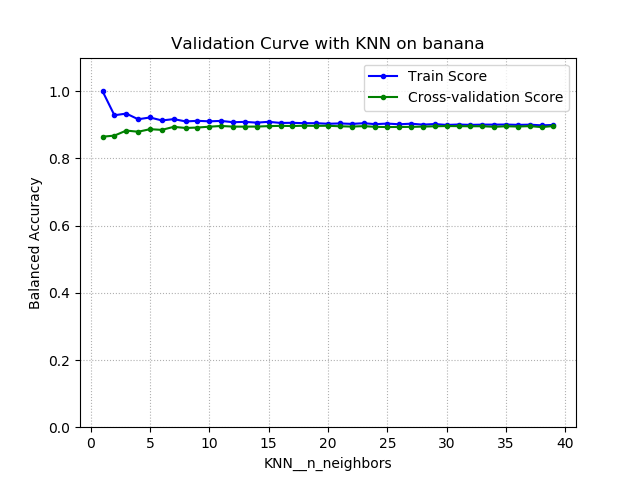 Validation Curve with KNN on banana
Train Score
Cross-validation Score
Balanced Accuracy
1.0
0.8
0.6
0.4
0.2
0.0
0 5 10 15 20 25 30 35 40
KNN__n_neighbors